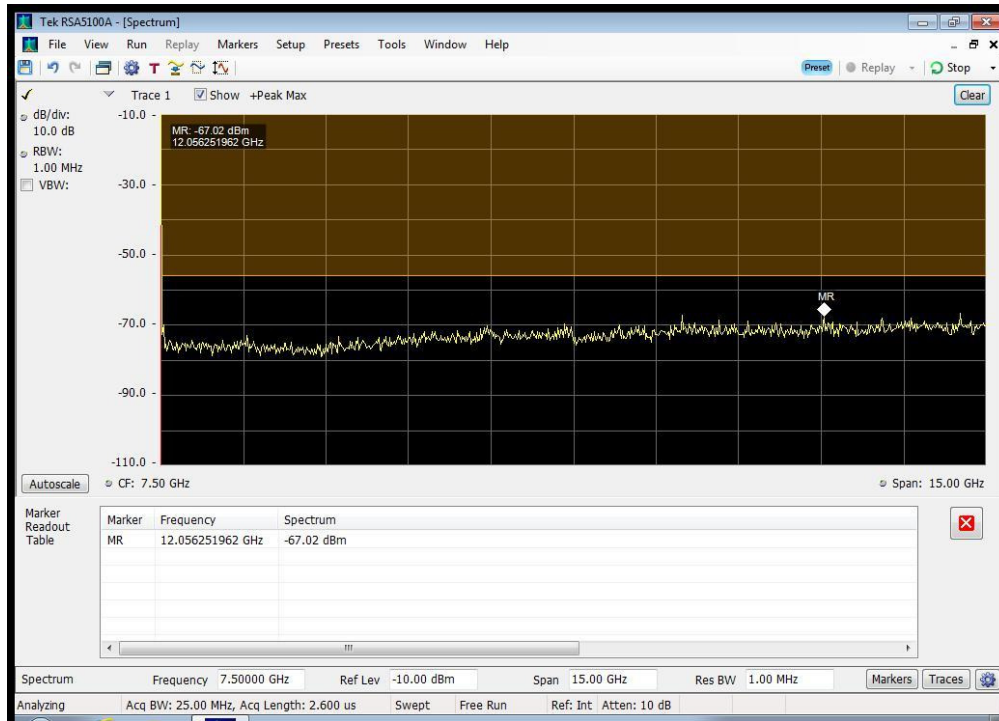 Tek RSA5100A - [Spectrum]
File View Run Replay Markers Setup Presets Tools Window Help
Preset Replay Stop
Trace 1 Show +Peak Max Clear
dB/div:
10.0 dB
RBW:
1.00 MHz
VBW:
-10.0
-30.0
-50.0
-70.0
-90.0
-110.0
MR: -67.02 dBm
12.056251962 GHz
MR
Autoscale CF: 7.50 GHz Span: 15.00 GHz
Marker
Readout
Table
Marker Frequency Spectrum
MR 12.056251962 GHz -67.02 dBm
Spectrum Frequency 7.50000 GHz Ref Lev -10.00 dBm Span 15.00 GHz Res BW 1.00 MHz Markers Traces
Analyzing Acq BW: 25.00 MHz, Acq Length: 2.600 us Swept Free Run Ref: Int Atten: 10 dB